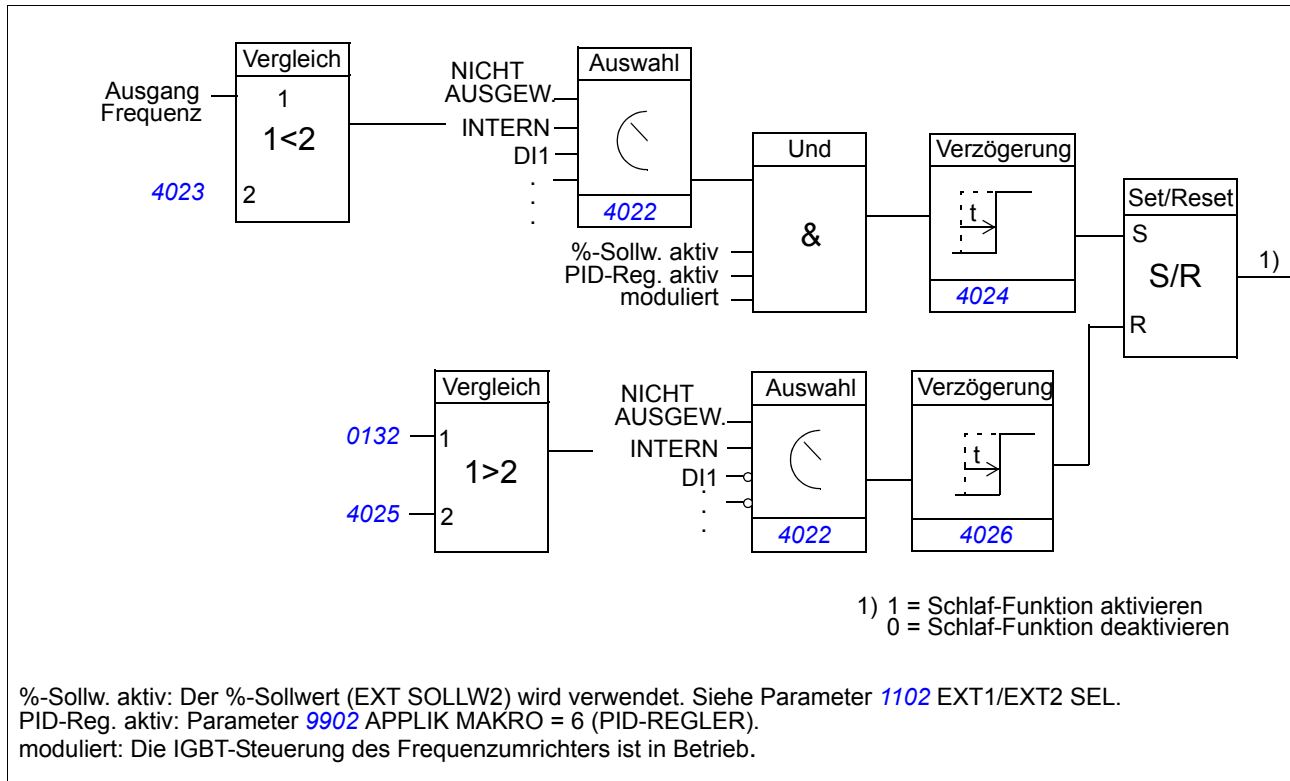 Vergleich
Ausgang
Frequenz
1
1<2
4023
2
NICHT
AUSGEW.
INTERN
DI1
.
.
.
Auswahl
4022
%-Sollw. aktiv
PID-Reg. aktiv
moduliert
Und
&
Verzögerung
t
4024
Set/Reset
S
S/R
R
1)
Vergleich
0132
1
1>2
4025
2
NICHT
AUSGEW.
INTERN
DI1
.
.
.
Auswahl
4022
Verzögerung
t
4026
1) 1 = Schlaf-Funktion aktivieren
0 = Schlaf-Funktion deaktivieren
%-Sollw. aktiv: Der %-Sollwert (EXT SOLLW2) wird verwendet. Siehe Parameter 1102 EXT1/EXT2 SEL.
PID-Reg. aktiv: Parameter 9902 APPLIK MAKRO = 6 (PID-REGLER).
moduliert: Die IGBT-Steuerung des Frequenzumrichters ist in Betrieb.